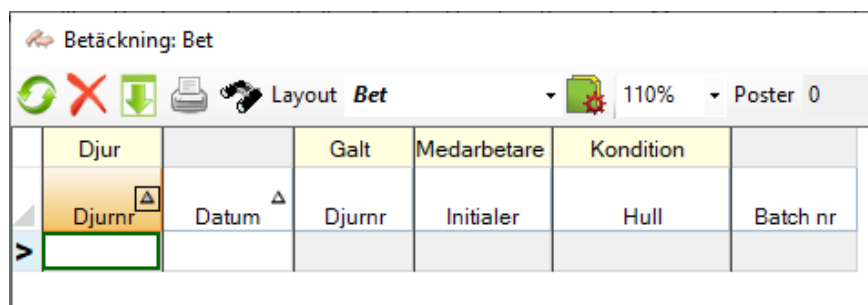 Betäckning: Bet
Layout Bet 110% Poster 0
Djur Galt Medarbetare Kondition
Djurnr Datum Djurnr Initialer Hull Batch nr
>